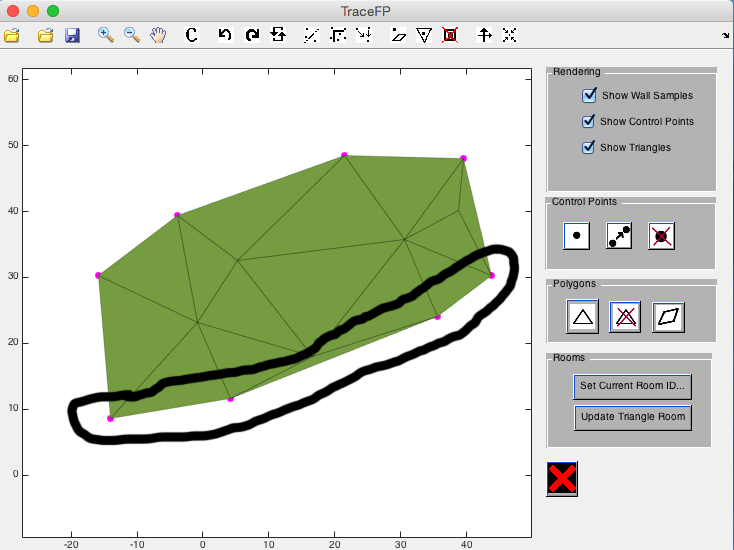 TraceFP
C
Rendering
Show Wall Samples
Show Control Points
Show Triangles
Control Points
Polygons
Rooms
Set Current Room ID...
Update Triangle Room
60
50
40
30
20
10
0
-20 -10 0 10 20 30 40